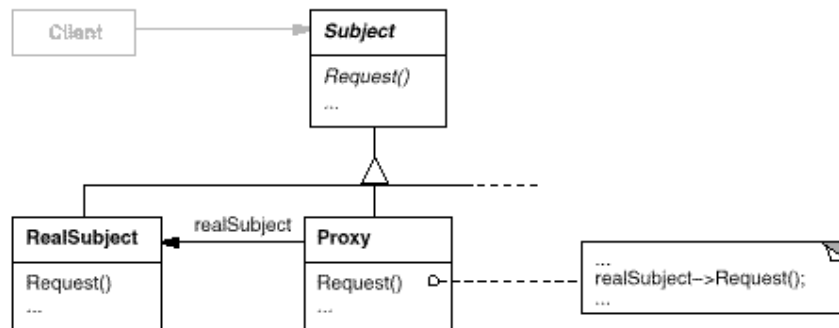 Client
Subject
Request()
...
RealSubject
Request()
...
realSubject
Proxy
Request()
...
...
realSubject->Request();
...